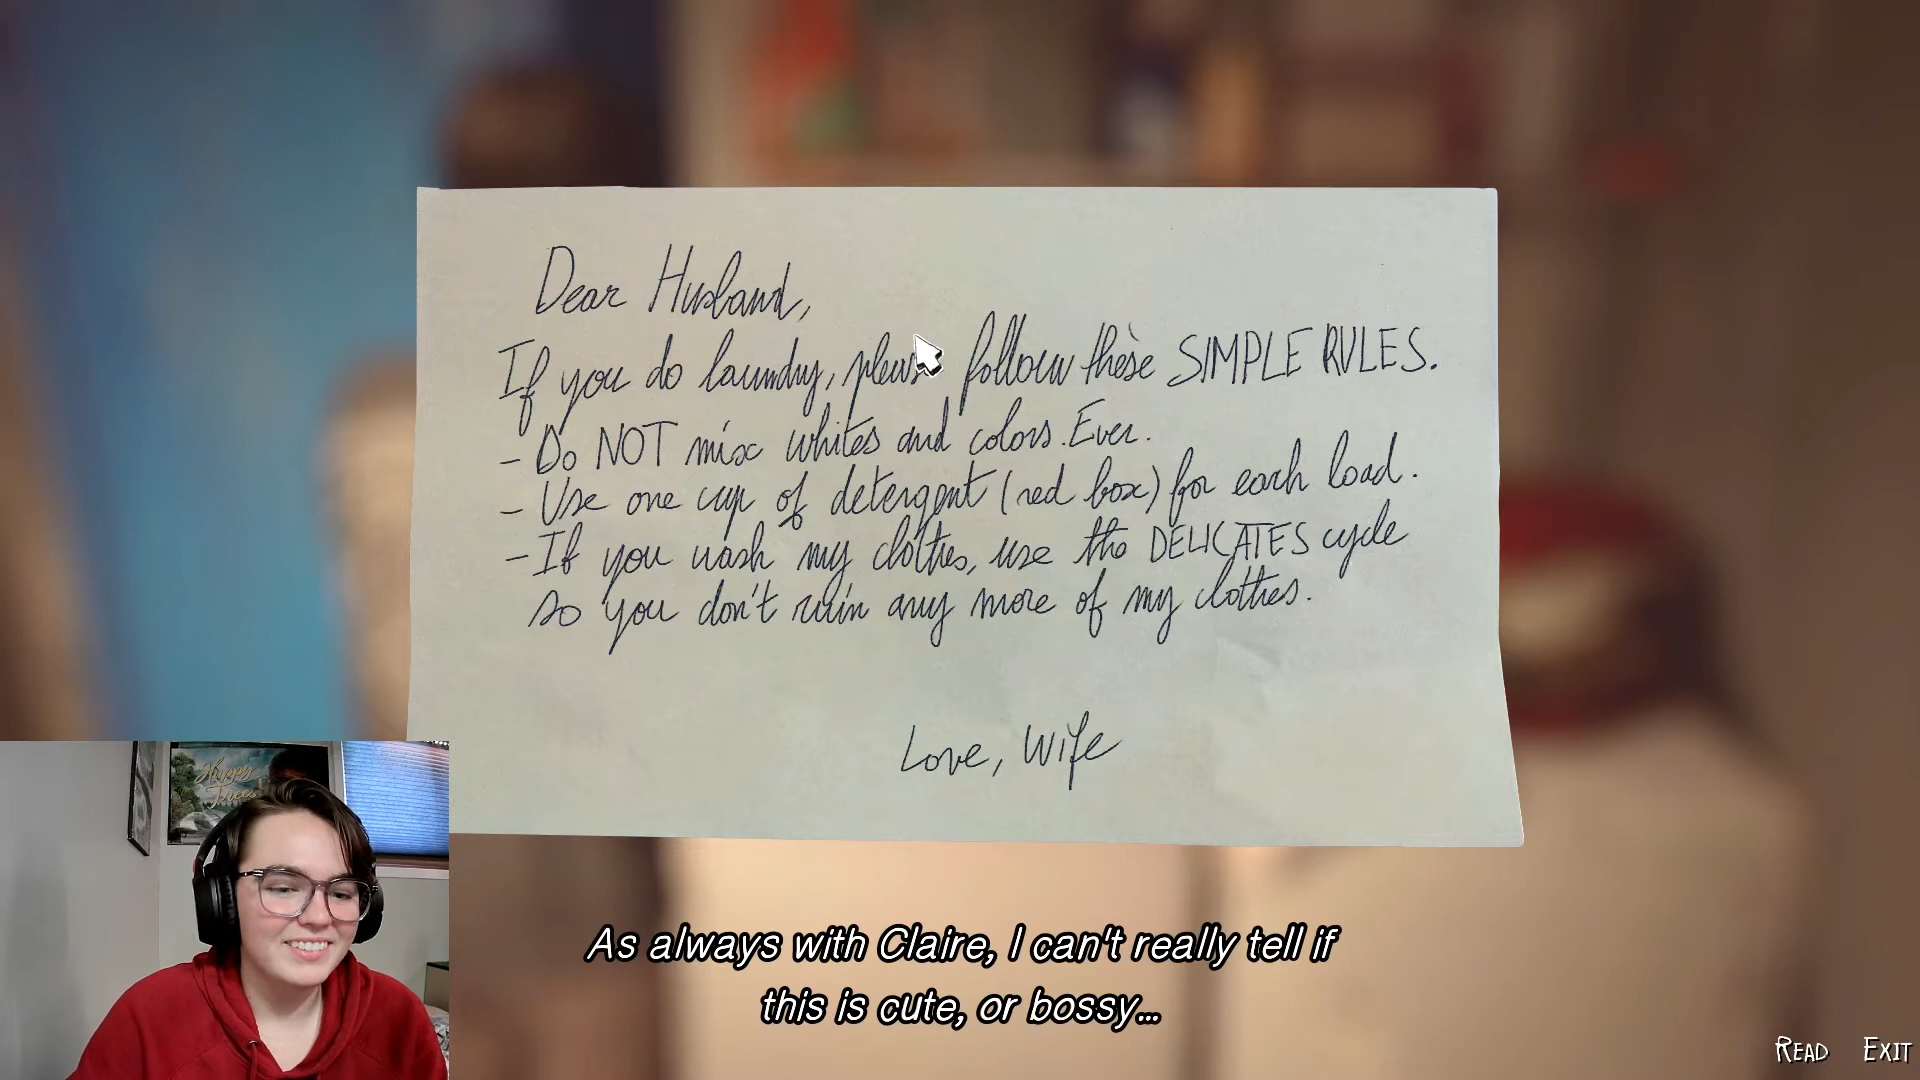 Dear Husband,
If you do laundry, please follow these SIMPLE RULES.
- Do NOT mix whites and colors. Ever.
- Use one cup of detergent (red box) for each load.
- If you wash my clothes, use the DELICATES cycle
so you don't ruin any more of my clothes.
Love, Wife
Happy
Trees
As always with Claire, I can't really tell if
this is cute, or bossy...
READ EXIT